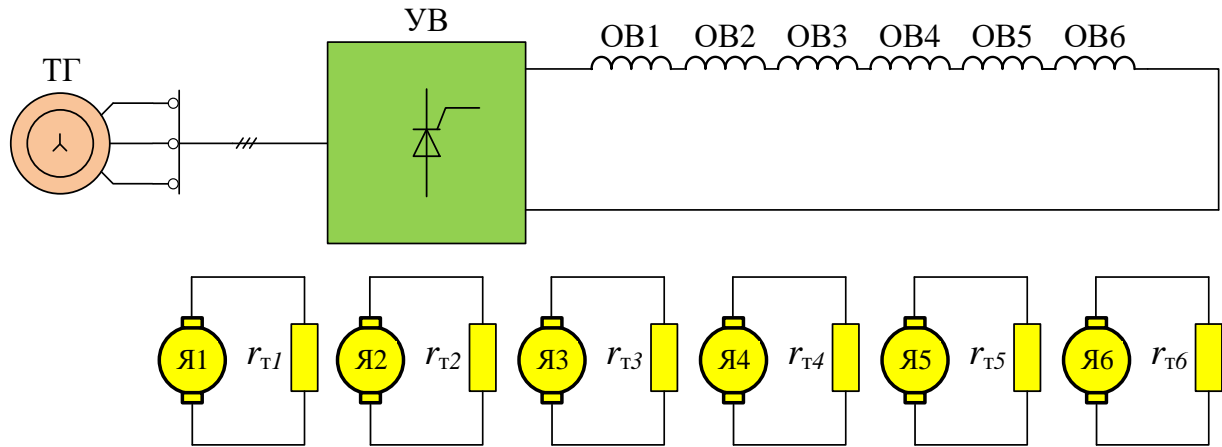 ТГ
УВ
ОВ1 ОВ2 ОВ3 ОВ4 ОВ5 ОВ6
Я1 rт1 Я2 rт2 Я3 rт3 Я4 rт4 Я5 rт5 Я6 rт6